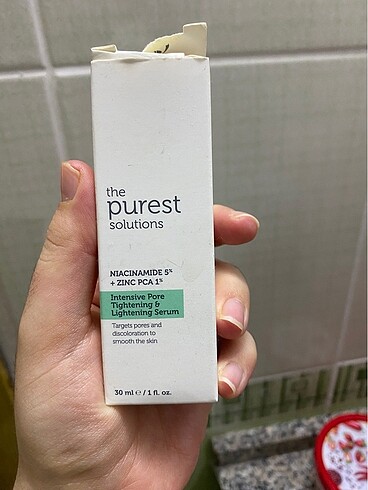 the
purest
solutions
NIACINAMIDE 5%
+ ZINC PCA 1%
Intensive Pore
Tightening &
Lightening Serum
Targets pores and
discoloration to
smooth the skin
30 ml ℮ / 1 fl. oz.